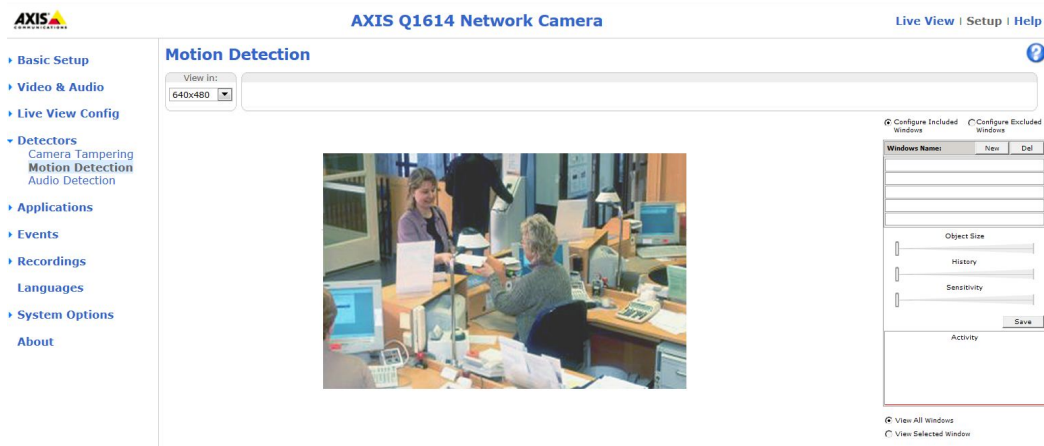 AXIS
COMMUNICATIONS
AXIS Q1614 Network Camera
Live View | Setup | Help
Basic Setup
Video & Audio
Live View Config
Detectors
Camera Tampering
Motion Detection
Audio Detection
Applications
Events
Recordings
Languages
System Options
About
Motion Detection
?
View in:
640x480
Configure Included Windows
Configure Excluded Windows
Windows Name:
New
Del
Object Size
History
Sensitivity
Save
Activity
View All Windows
View Selected Window